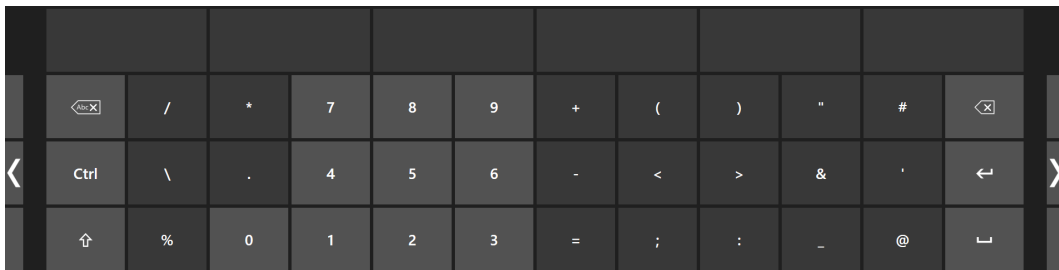 Abc / * 7 8 9 + ( ) " #
Ctrl \ . 4 5 6 - < > & '
% 0 1 2 3 = ; : _ @